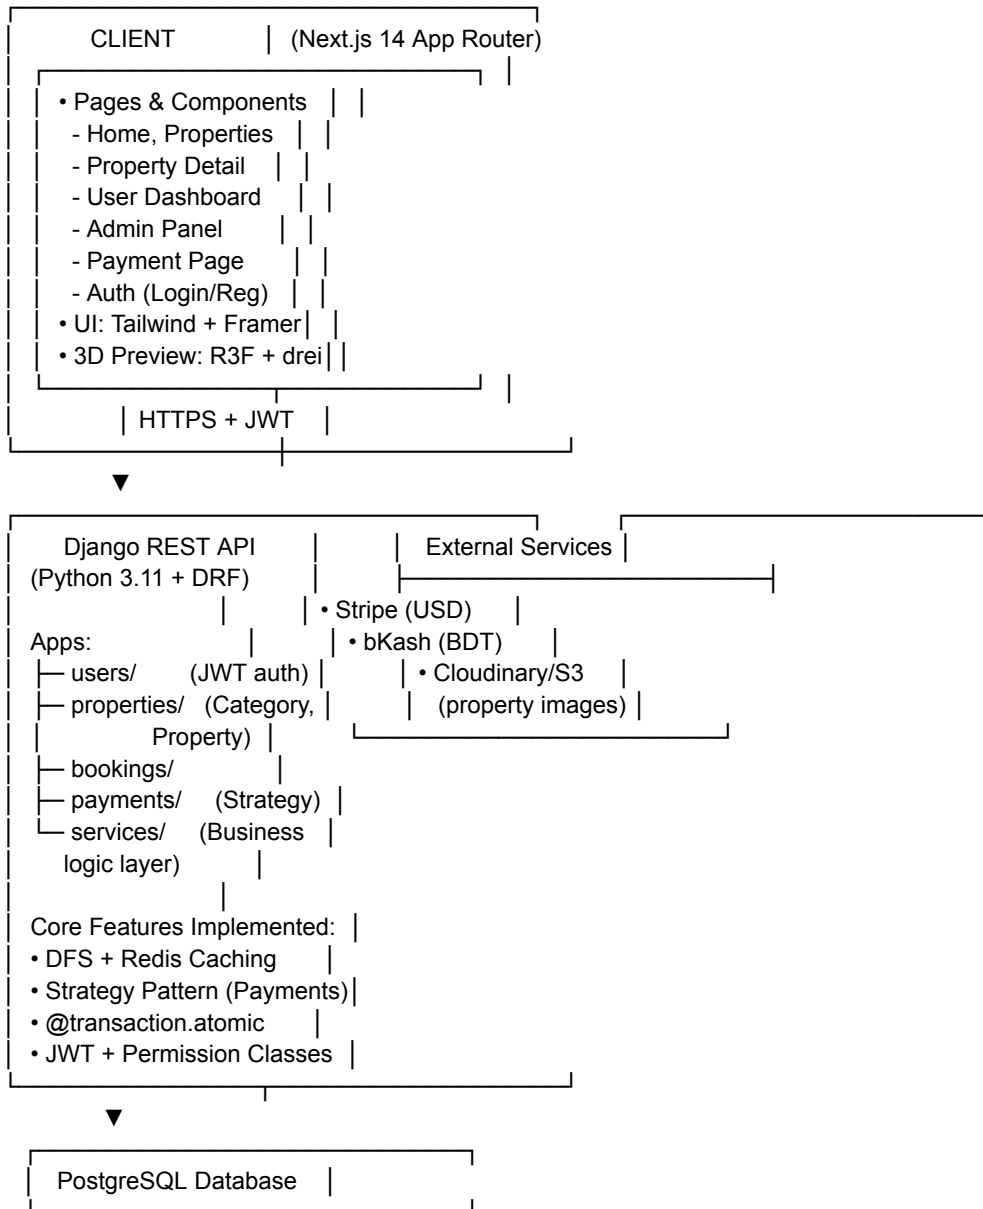 CLIENT │ (Next.js 14 App Router)
• Pages & Components
- Home, Properties
- Property Detail
- User Dashboard
- Admin Panel
- Payment Page
- Auth (Login/Reg)
• UI: Tailwind + Framer
• 3D Preview: R3F + drei
HTTPS + JWT
▼
Django REST API │ │ External Services
(Python 3.11 + DRF)
• Stripe (USD)
Apps: │ │ • bKash (BDT)
├─ users/ (JWT auth) │ │ • Cloudinary/S3
├─ properties/ (Category, │ │ (property images)
│ Property)
├─ bookings/
├─ payments/ (Strategy)
└─ services/ (Business
logic layer)
Core Features Implemented:
• DFS + Redis Caching
• Strategy Pattern (Payments)
• @transaction.atomic
• JWT + Permission Classes
▼
PostgreSQL Database